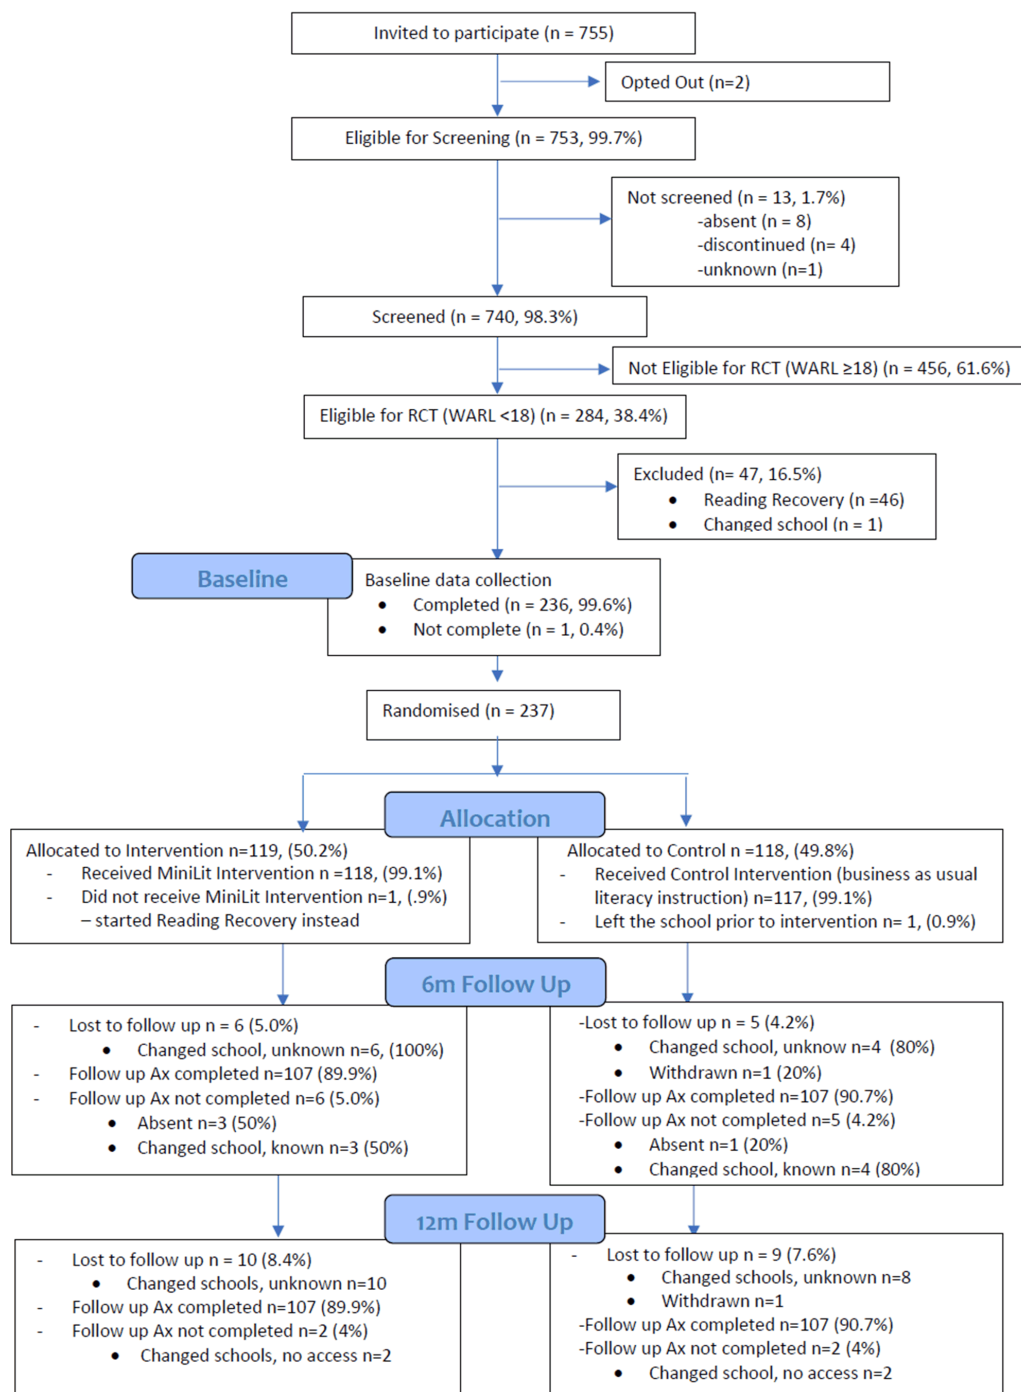 Invited to participate (n = 755)
Opted Out (n=2)
Eligible for Screening (n = 753, 99.7%)
Not screened (n = 13, 1.7%)
-absent (n = 8)
-discontinued (n= 4)
-unknown (n=1)
Screened (n = 740, 98.3%)
Not Eligible for RCT (WARL ≥18) (n = 456, 61.6%)
Eligible for RCT (WARL <18) (n = 284, 38.4%)
Excluded (n= 47, 16.5%)
• Reading Recovery (n =46)
• Changed school (n = 1)
Baseline
Baseline data collection
• Completed (n = 236, 99.6%)
• Not complete (n = 1, 0.4%)
Randomised (n = 237)
Allocation
Allocated to Intervention n=119, (50.2%)
- Received MiniLit Intervention n =118, (99.1%)
- Did not receive MiniLit Intervention n=1, (.9%)
– started Reading Recovery instead
Allocated to Control n =118, (49.8%)
- Received Control Intervention (business as usual
literacy instruction) n=117, (99.1%)
- Left the school prior to intervention n= 1, (0.9%)
6m Follow Up
- Lost to follow up n = 6 (5.0%)
• Changed school, unknown n=6, (100%)
- Follow up Ax completed n=107 (89.9%)
- Follow up Ax not completed n=6 (5.0%)
• Absent n=3 (50%)
• Changed school, known n=3 (50%)
-Lost to follow up n = 5 (4.2%)
• Changed school, unknow n=4 (80%)
• Withdrawn n=1 (20%)
-Follow up Ax completed n=107 (90.7%)
-Follow up Ax not completed n=5 (4.2%)
• Absent n=1 (20%)
• Changed school, known n=4 (80%)
12m Follow Up
- Lost to follow up n = 10 (8.4%)
• Changed schools, unknown n=10
- Follow up Ax completed n=107 (89.9%)
- Follow up Ax not completed n=2 (4%)
• Changed schools, no access n=2
- Lost to follow up n = 9 (7.6%)
• Changed schools, unknown n=8
• Withdrawn n=1
-Follow up Ax completed n=107 (90.7%)
-Follow up Ax not completed n=2 (4%)
• Changed school, no access n=2